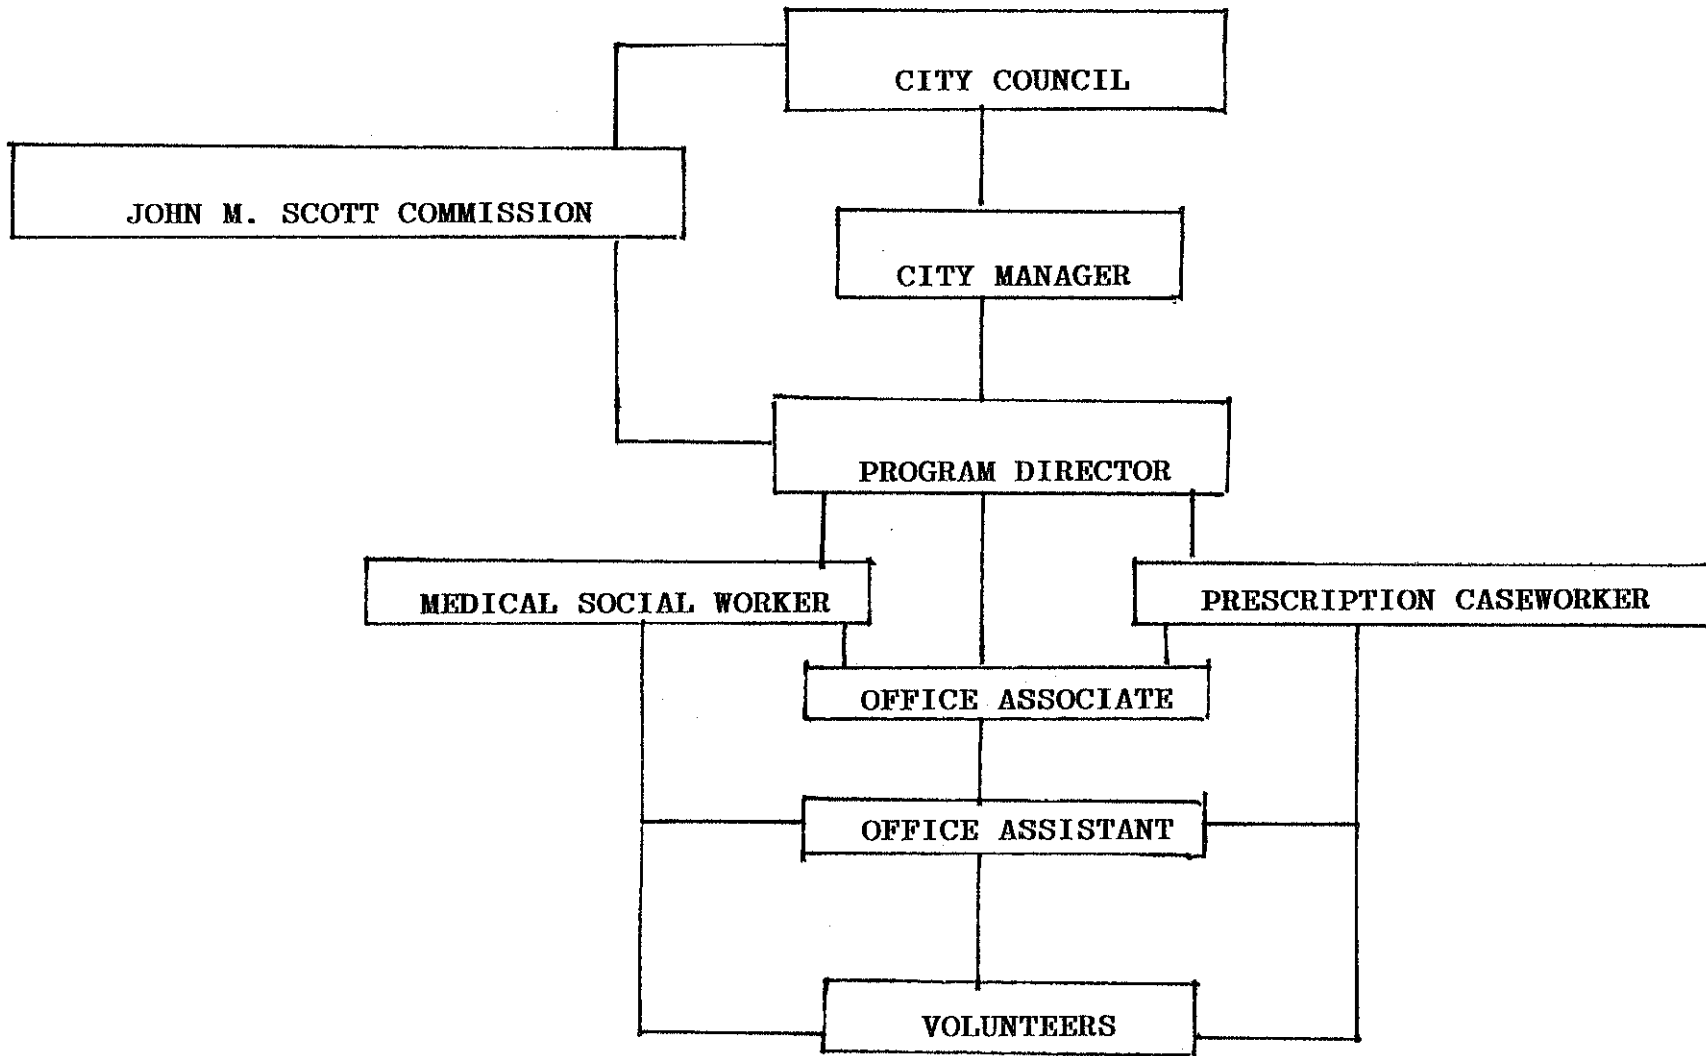 CITY COUNCIL
JOHN M. SCOTT COMMISSION
CITY MANAGER
PROGRAM DIRECTOR
MEDICAL SOCIAL WORKER
PRESCRIPTION CASEWORKER
OFFICE ASSOCIATE
OFFICE ASSISTANT
VOLUNTEERS